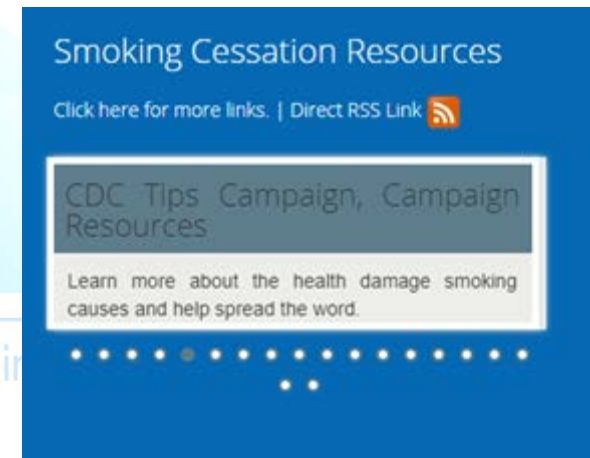 Smoking Cessation Resources
Click here for more links. | Direct RSS Link
CDC Tips Campaign, Campaign
Resources
Learn more about the health damage smoking
causes and help spread the word.